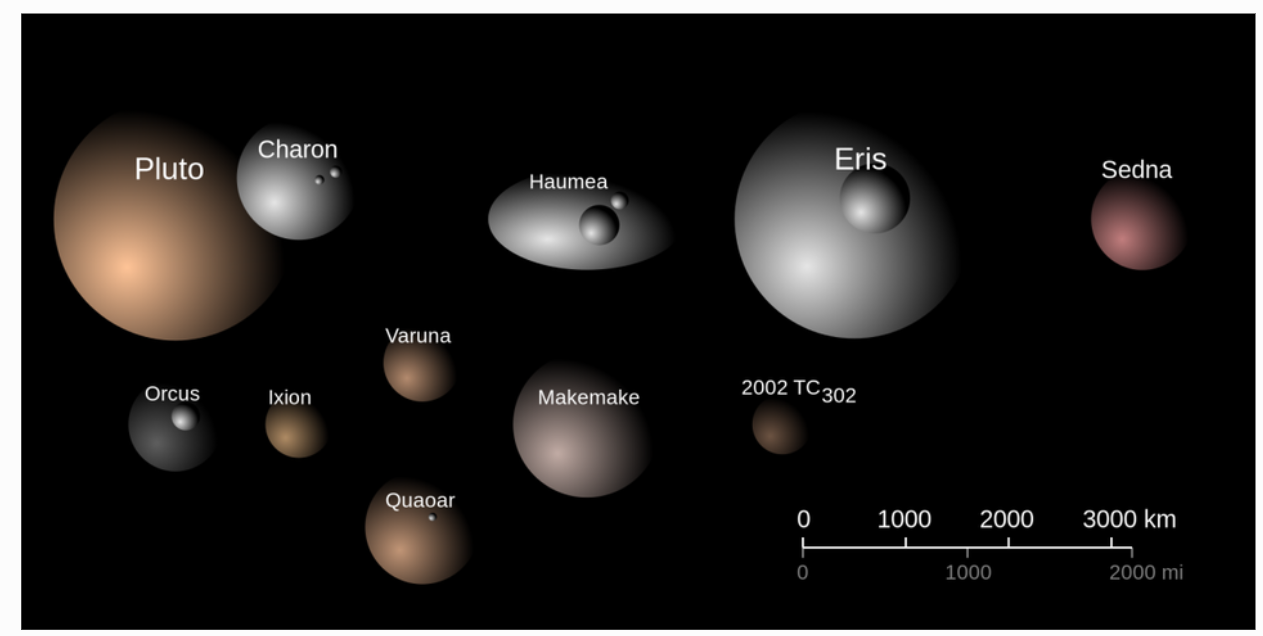 Pluto
Charon
Haumea
Eris
Sedna
Varuna
Orcus
Ixion
Makemake
2002 TC302
Quaoar
0 1000 2000 3000 km
0 1000 2000 mi